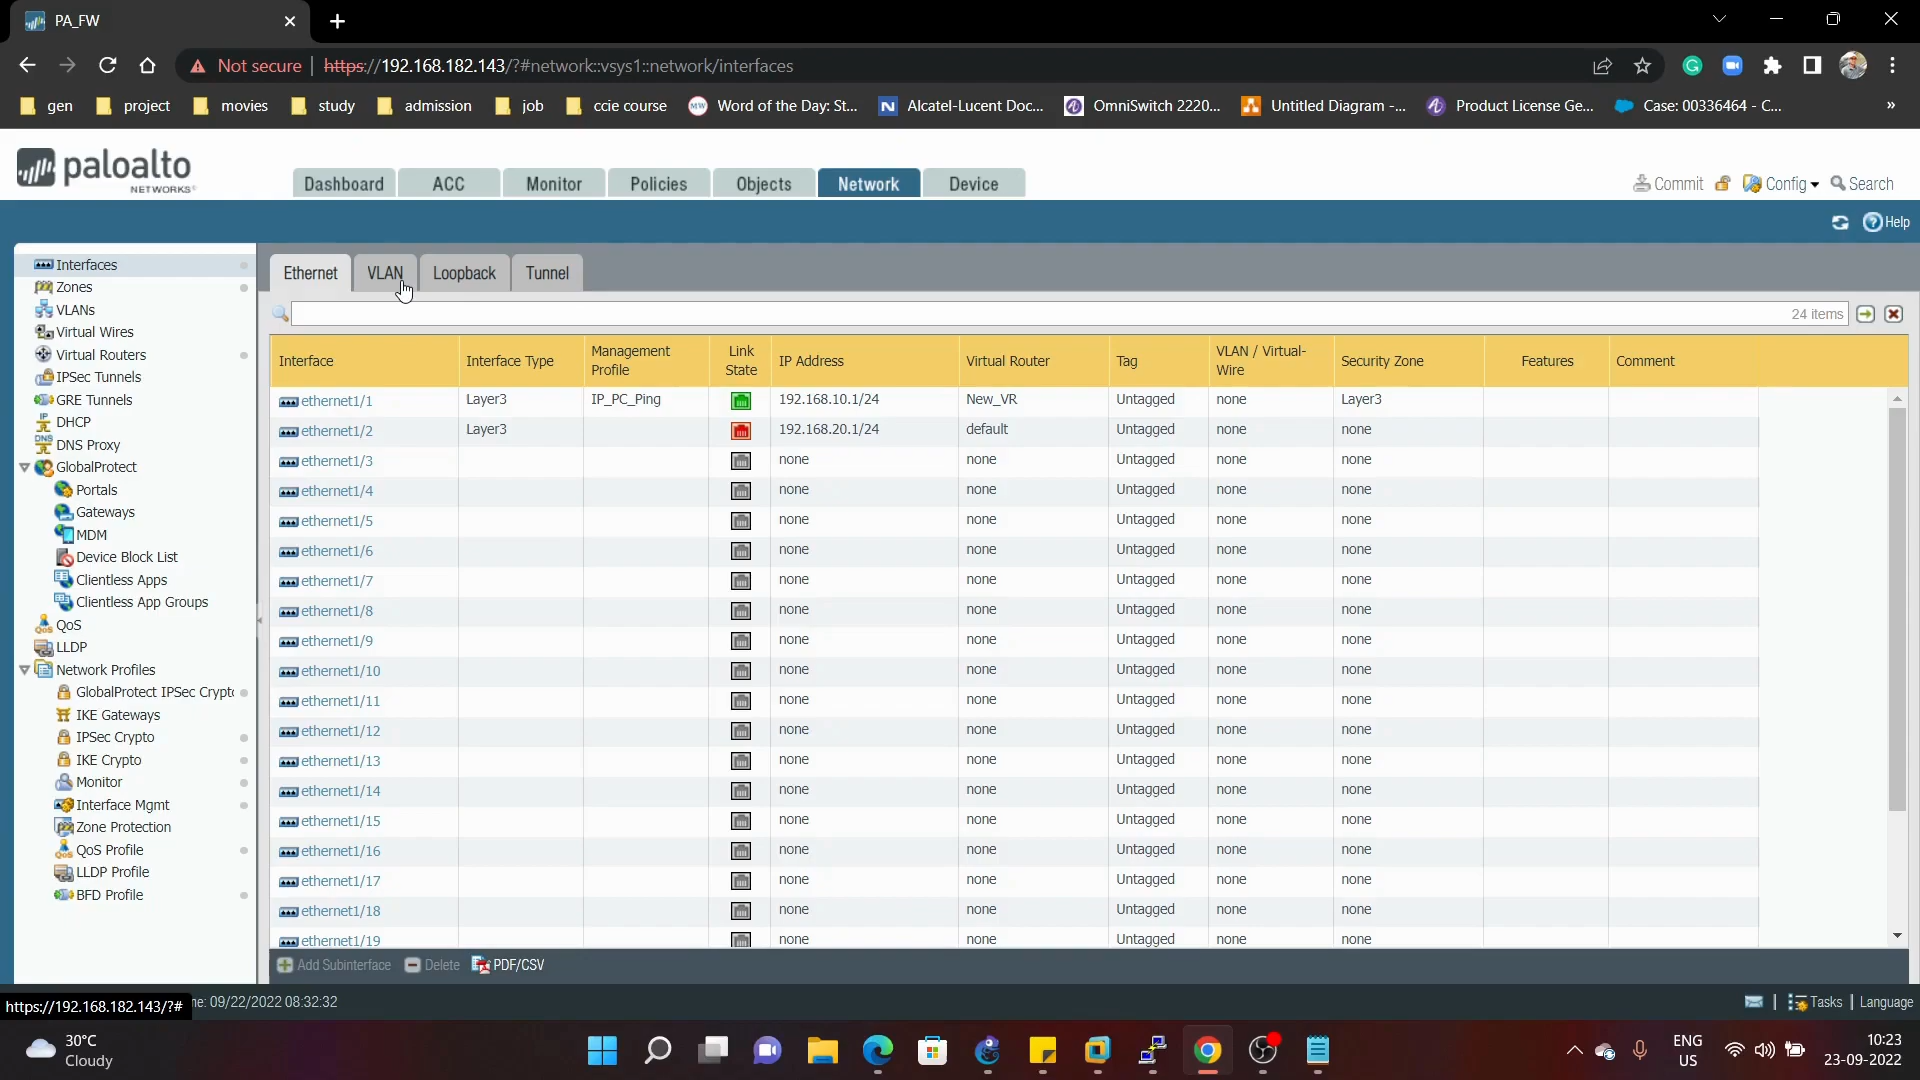 PA_FW
Not secure | https://192.168.182.143/?#network::vsys1::network/interfaces
gen project movies study admission job ccie course Word of the Day: St... Alcatel-Lucent Doc... OmniSwitch 2220... Untitled Diagram -... Product License Ge... Case: 00336464 - C... »
paloalto
NETWORKS
Dashboard ACC Monitor Policies Objects Network Device
Commit Config Search
Help
Interfaces
Zones
VLANs
Virtual Wires
Virtual Routers
IPSec Tunnels
GRE Tunnels
DHCP
DNS Proxy
GlobalProtect
Portals
Gateways
MDM
Device Block List
Clientless Apps
Clientless App Groups
QoS
LLDP
Network Profiles
GlobalProtect IPSec Crypto
IKE Gateways
IPSec Crypto
IKE Crypto
Monitor
Interface Mgmt
Zone Protection
QoS Profile
LLDP Profile
BFD Profile
Ethernet VLAN Loopback Tunnel
24 items
Interface Interface Type Management Profile Link State IP Address Virtual Router Tag VLAN / Virtual-Wire Security Zone Features Comment
ethernet1/1 Layer3 IP_PC_Ping 192.168.10.1/24 New_VR Untagged none Layer3
ethernet1/2 Layer3 192.168.20.1/24 default Untagged none none
ethernet1/3 none none Untagged none none
ethernet1/4 none none Untagged none none
ethernet1/5 none none Untagged none none
ethernet1/6 none none Untagged none none
ethernet1/7 none none Untagged none none
ethernet1/8 none none Untagged none none
ethernet1/9 none none Untagged none none
ethernet1/10 none none Untagged none none
ethernet1/11 none none Untagged none none
ethernet1/12 none none Untagged none none
ethernet1/13 none none Untagged none none
ethernet1/14 none none Untagged none none
ethernet1/15 none none Untagged none none
ethernet1/16 none none Untagged none none
ethernet1/17 none none Untagged none none
ethernet1/18 none none Untagged none none
ethernet1/19 none none Untagged none none
Add Subinterface Delete PDF/CSV
https://192.168.182.143/?# ne: 09/22/2022 08:32:32
Tasks | Language
30°C
Cloudy
ENG
US
10:23
23-09-2022